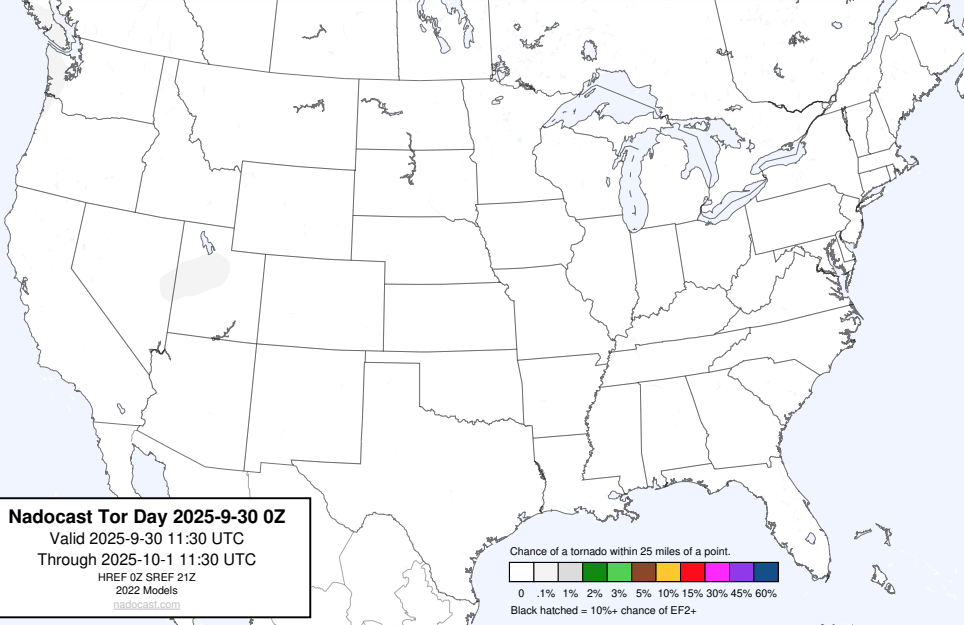 Nadocast Tor Day 2025-9-30 0Z
Valid 2025-9-30 11:30 UTC
Through 2025-10-1 11:30 UTC
HREF 0Z SREF 21Z
2022 Models
nadocast.com
Chance of a tornado within 25 miles of a point.
0 .1% 1% 2% 3% 5% 10% 15% 30% 45% 60%
Black hatched = 10%+ chance of EF2+